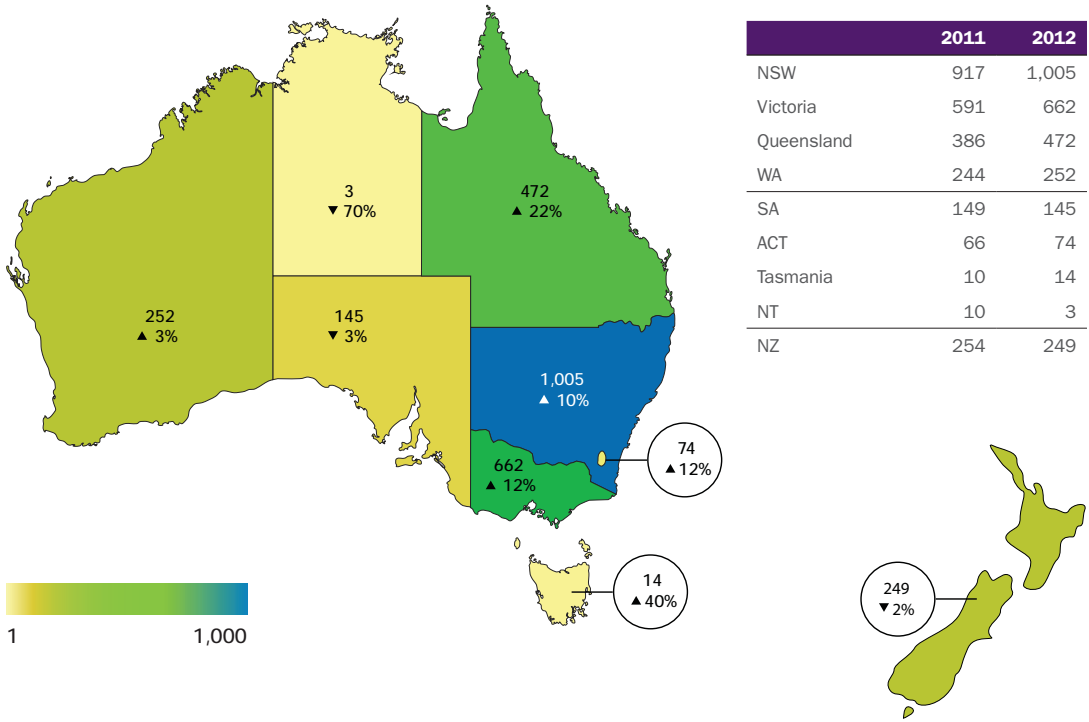 3
▼ 70%
472
▲ 22%
252
▲ 3%
145
▼ 3%
1,005
▲ 10%
662
▲ 12%
74
▲ 12%
14
▲ 40%
249
▼ 2%
1 1,000
2011 2012
NSW 917 1,005
Victoria 591 662
Queensland 386 472
WA 244 252
SA 149 145
ACT 66 74
Tasmania 10 14
NT 10 3
NZ 254 249